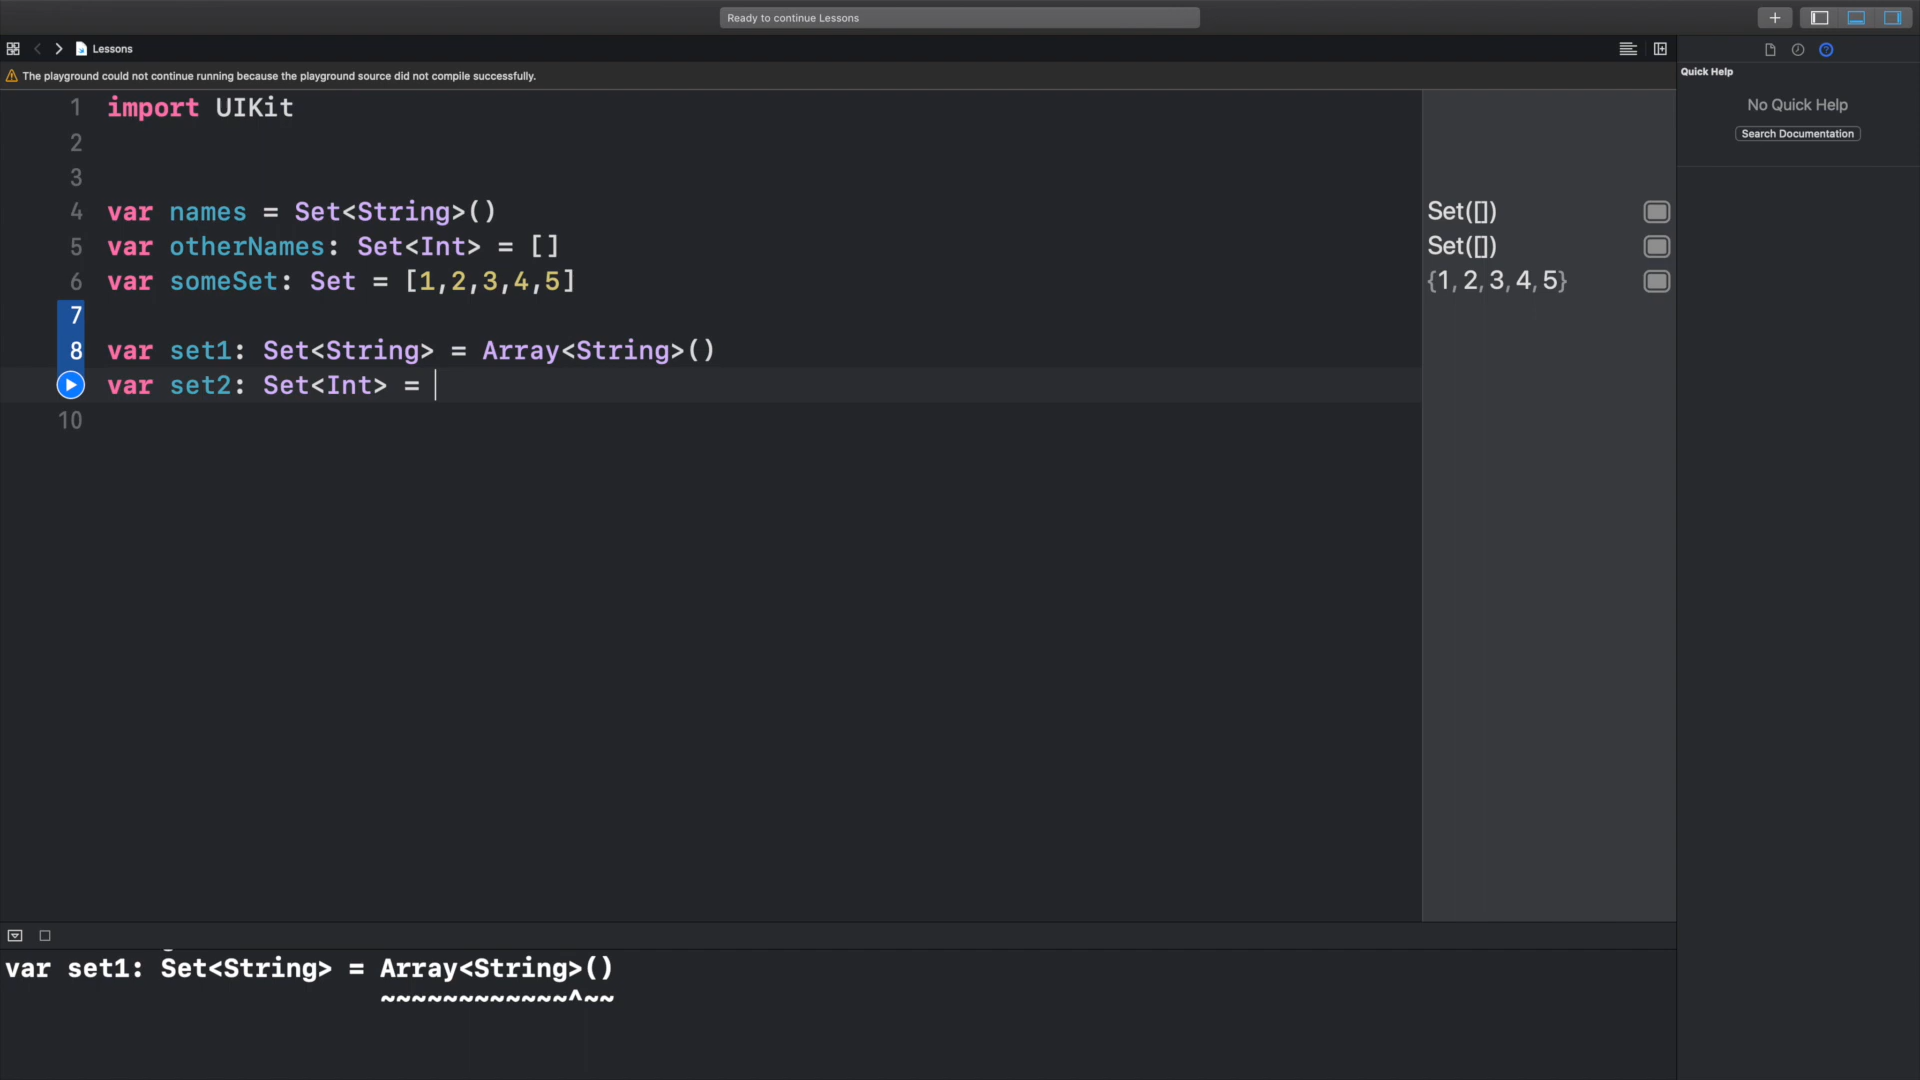 Ready to continue Lessons
Lessons
The playground could not continue running because the playground source did not compile successfully.
Quick Help
No Quick Help
Search Documentation
1 import UIKit
2
3
4 var names = Set<String>()
5 var otherNames: Set<Int> = []
6 var someSet: Set = [1,2,3,4,5]
7
8 var set1: Set<String> = Array<String>()
var set2: Set<Int> =
10
Set([])
Set([])
{1, 2, 3, 4, 5}
var set1: Set<String> = Array<String>()
~~~~~~~~~~~~^~~